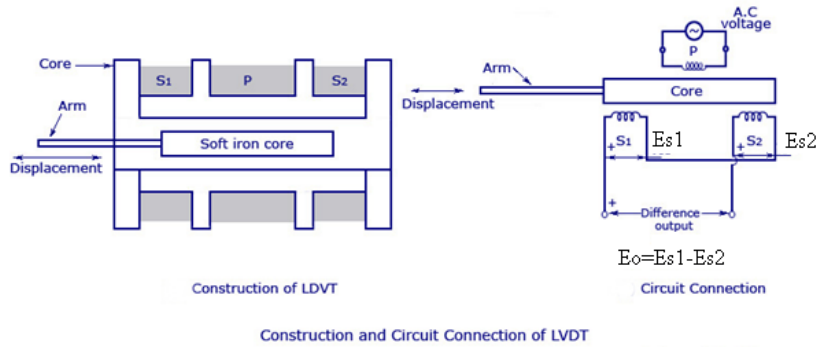 A.C
voltage
P
Core
S1
P
S2
Arm
Displacement
Core
Arm
Soft iron core
Displacement
+ S1
Es1
+ S2
Es2
+
Difference
output
Eo=Es1-Es2
Construction of LDVT
Circuit Connection
Construction and Circuit Connection of LVDT